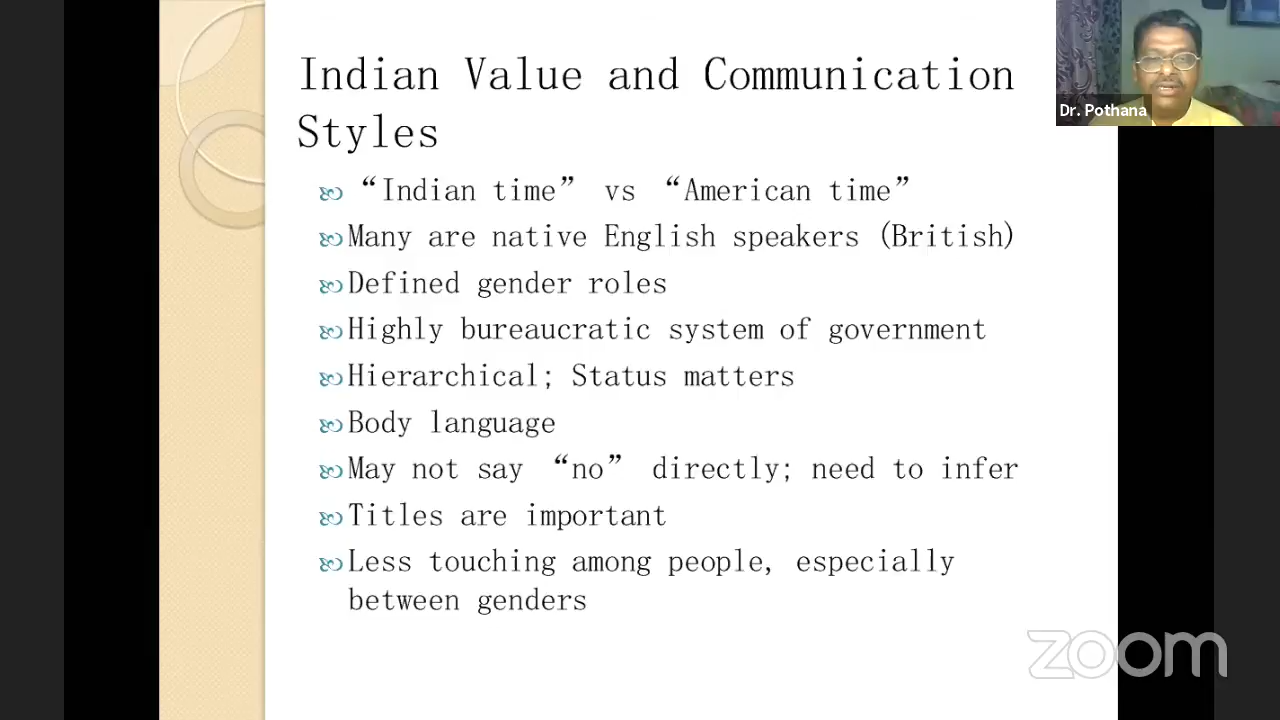 Indian Value and Communication
Styles
“Indian time” vs “American time”
Many are native English speakers (British)
Defined gender roles
Highly bureaucratic system of government
Hierarchical; Status matters
Body language
May not say “no” directly; need to infer
Titles are important
Less touching among people, especially
between genders
Dr. Pothana
zoom